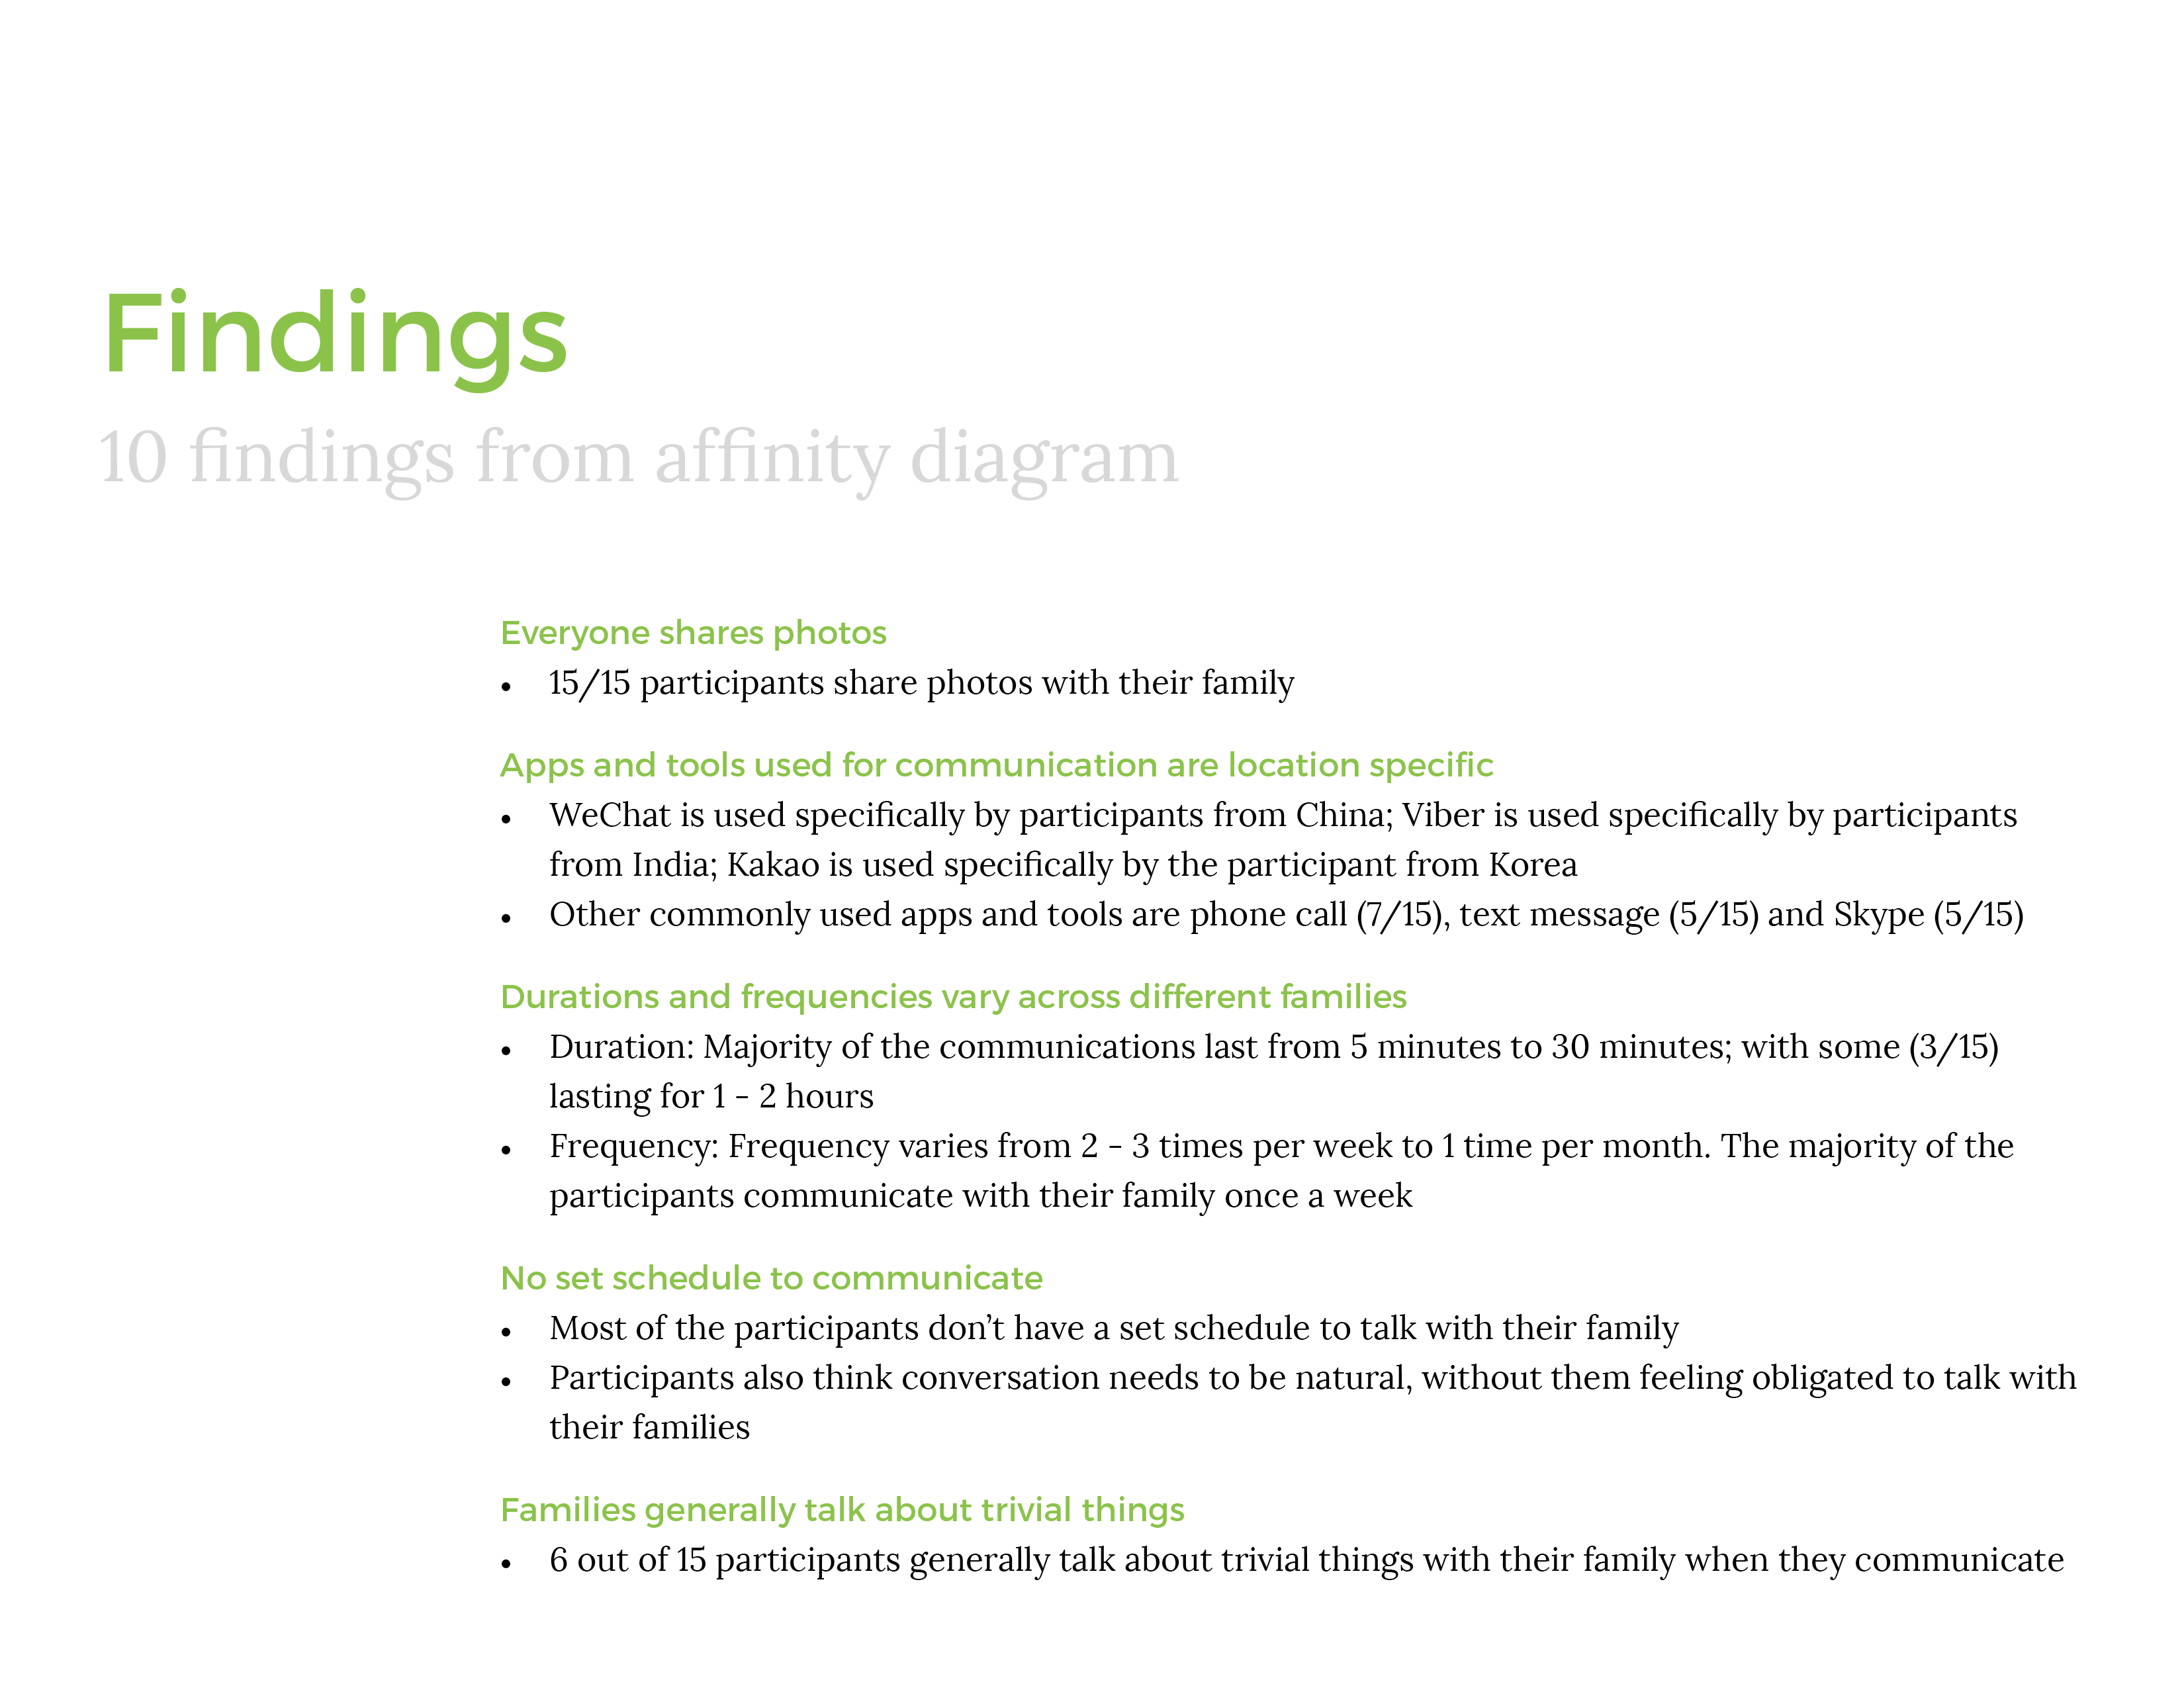 Findings
10 findings from affinity diagram
Everyone shares photos
• 15/15 participants share photos with their family
Apps and tools used for communication are location specific
• WeChat is used specifically by participants from China; Viber is used specifically by participants
from India; Kakao is used specifically by the participant from Korea
• Other commonly used apps and tools are phone call (7/15), text message (5/15) and Skype (5/15)
Durations and frequencies vary across different families
• Duration: Majority of the communications last from 5 minutes to 30 minutes; with some (3/15)
lasting for 1 - 2 hours
• Frequency: Frequency varies from 2 - 3 times per week to 1 time per month. The majority of the
participants communicate with their family once a week
No set schedule to communicate
• Most of the participants don’t have a set schedule to talk with their family
• Participants also think conversation needs to be natural, without them feeling obligated to talk with
their families
Families generally talk about trivial things
• 6 out of 15 participants generally talk about trivial things with their family when they communicate